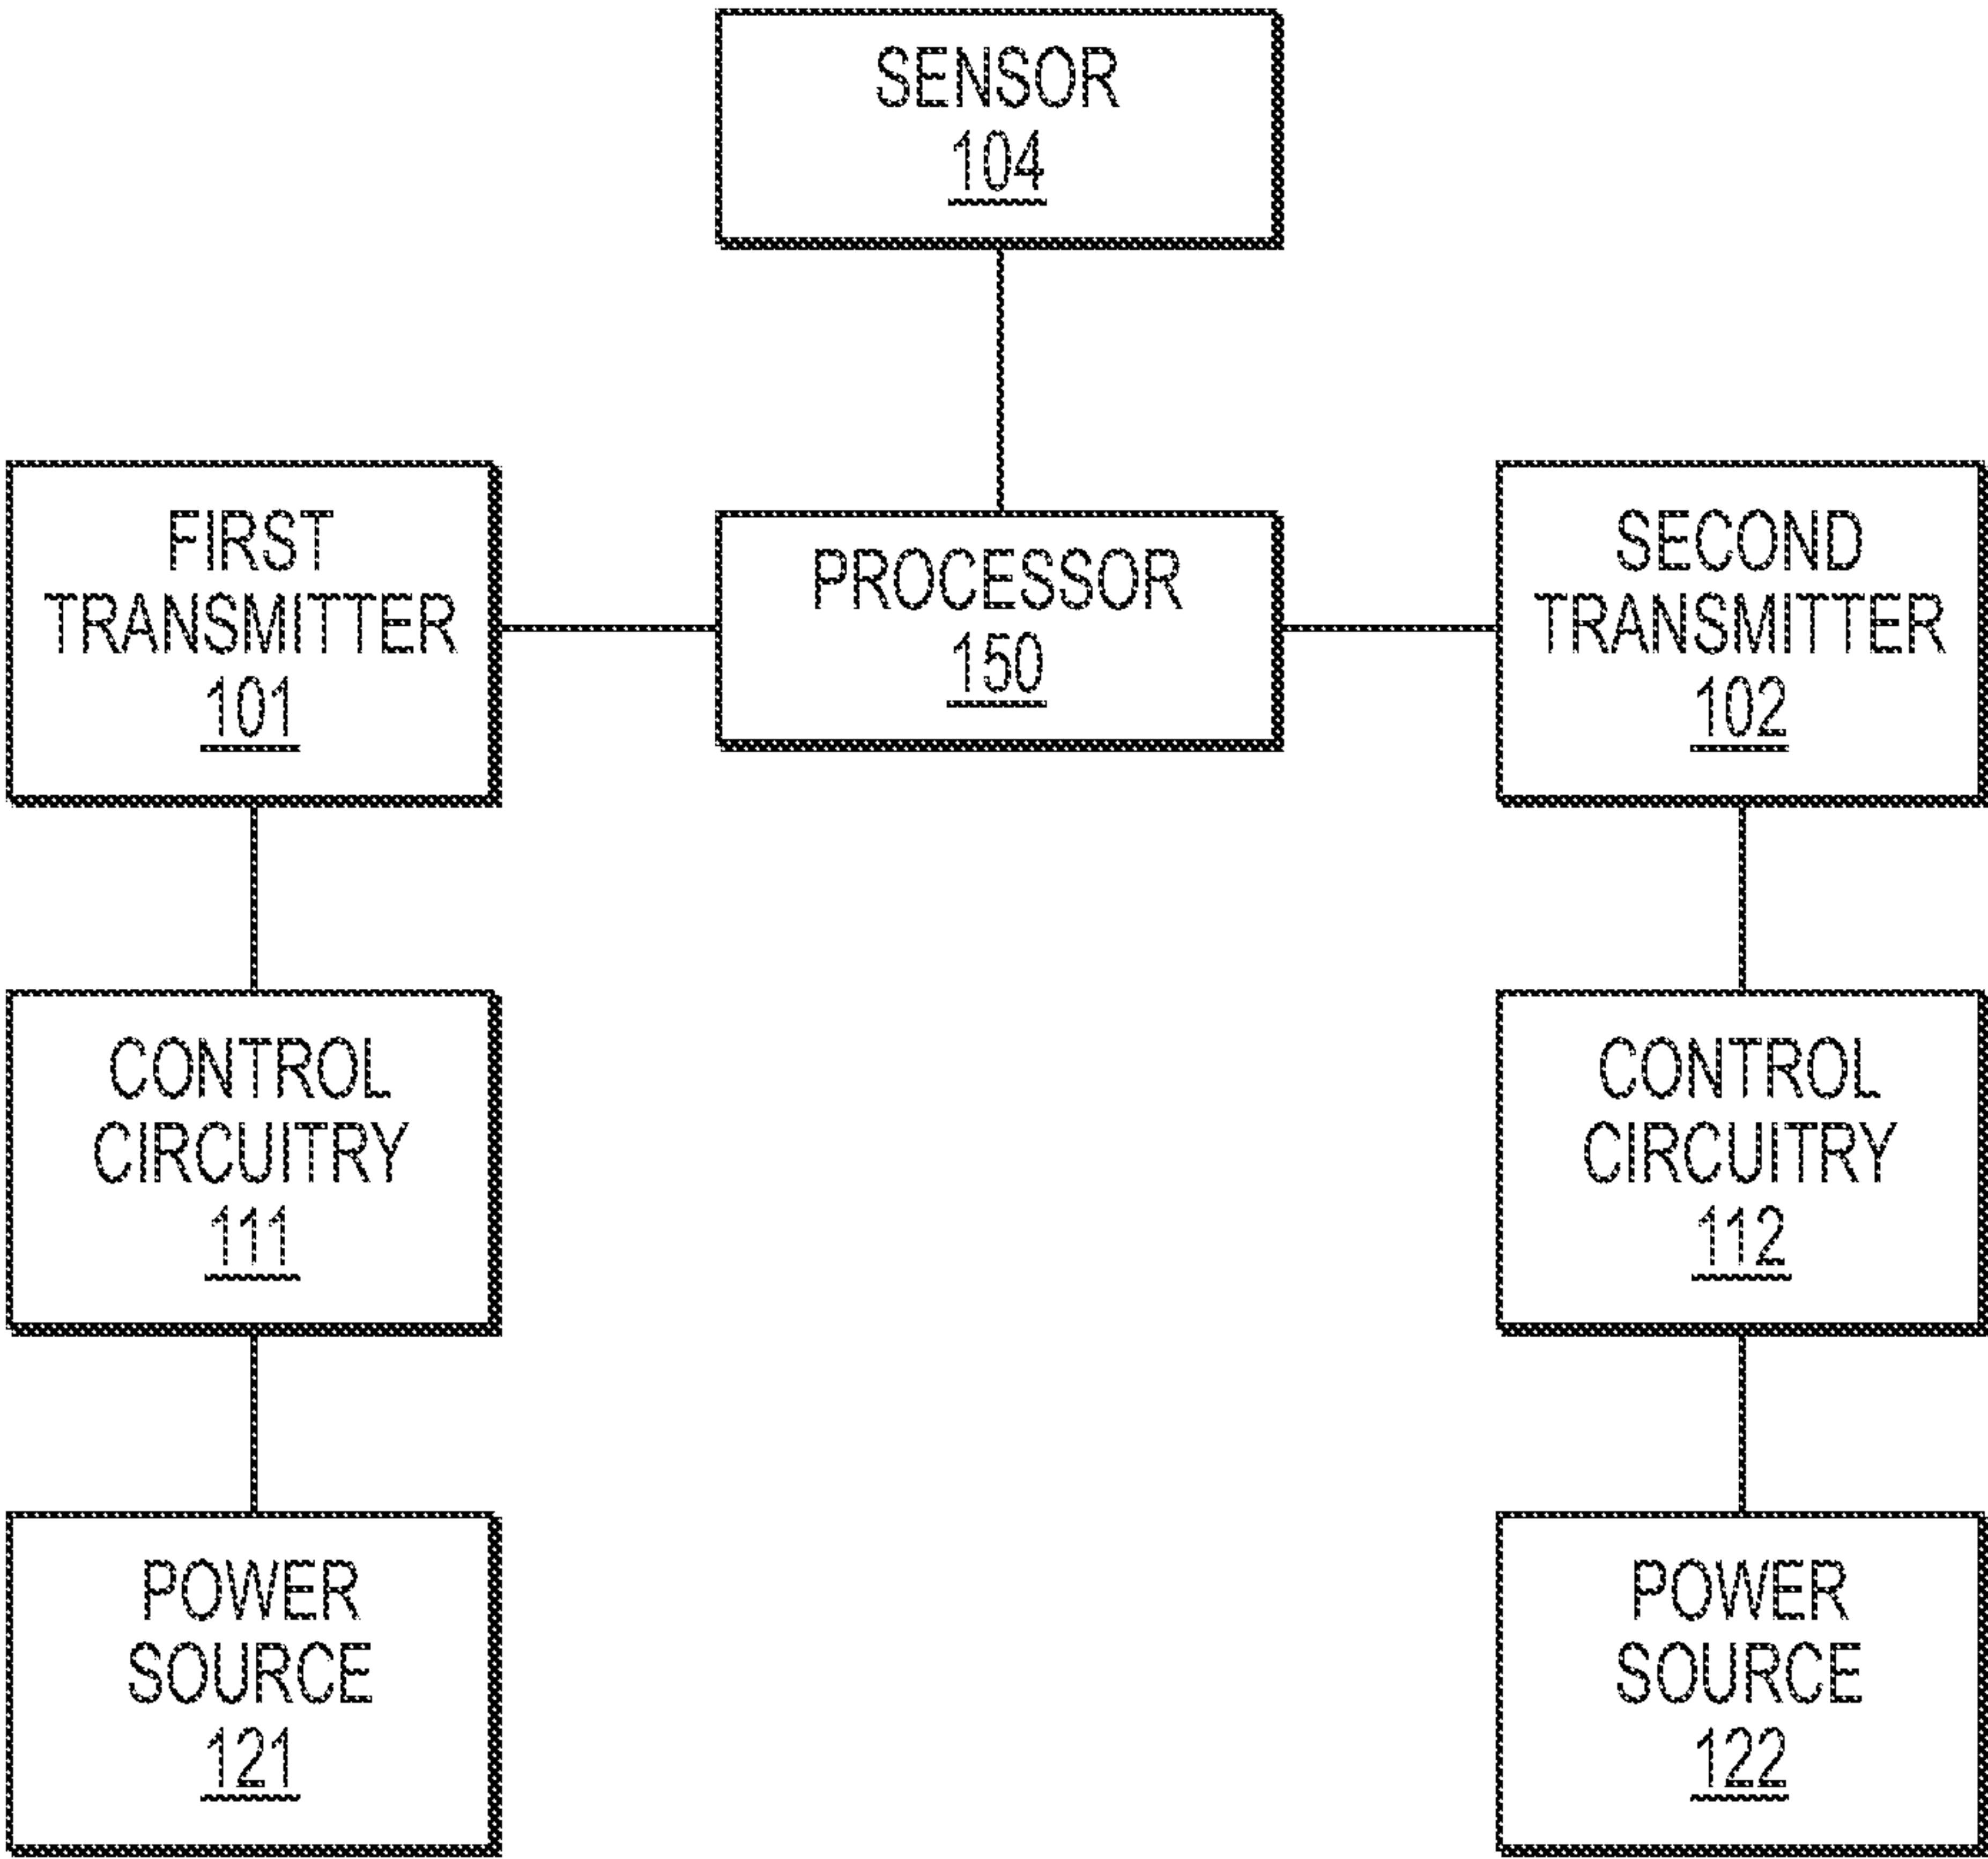 SENSOR
104
FIRST
TRANSMITTER
101
PROCESSOR
150
SECOND
TRANSMITTER
102
CONTROL
CIRCUITRY
111
CONTROL
CIRCUITRY
112
POWER
SOURCE
121
POWER
SOURCE
122